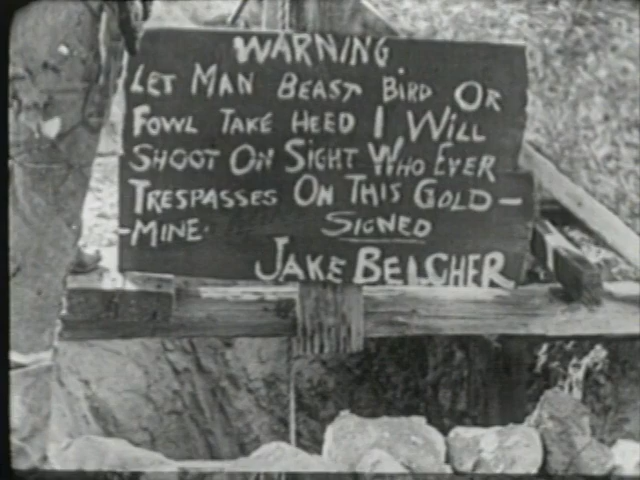 WARNING
LET MAN BEAST BIRD OR
FOWL TAKE HEED I WILL
SHOOT ON SIGHT WHO EVER
TRESPASSES ON THIS GOLD-
-MINE. SIGNED
JAKE BELCHER